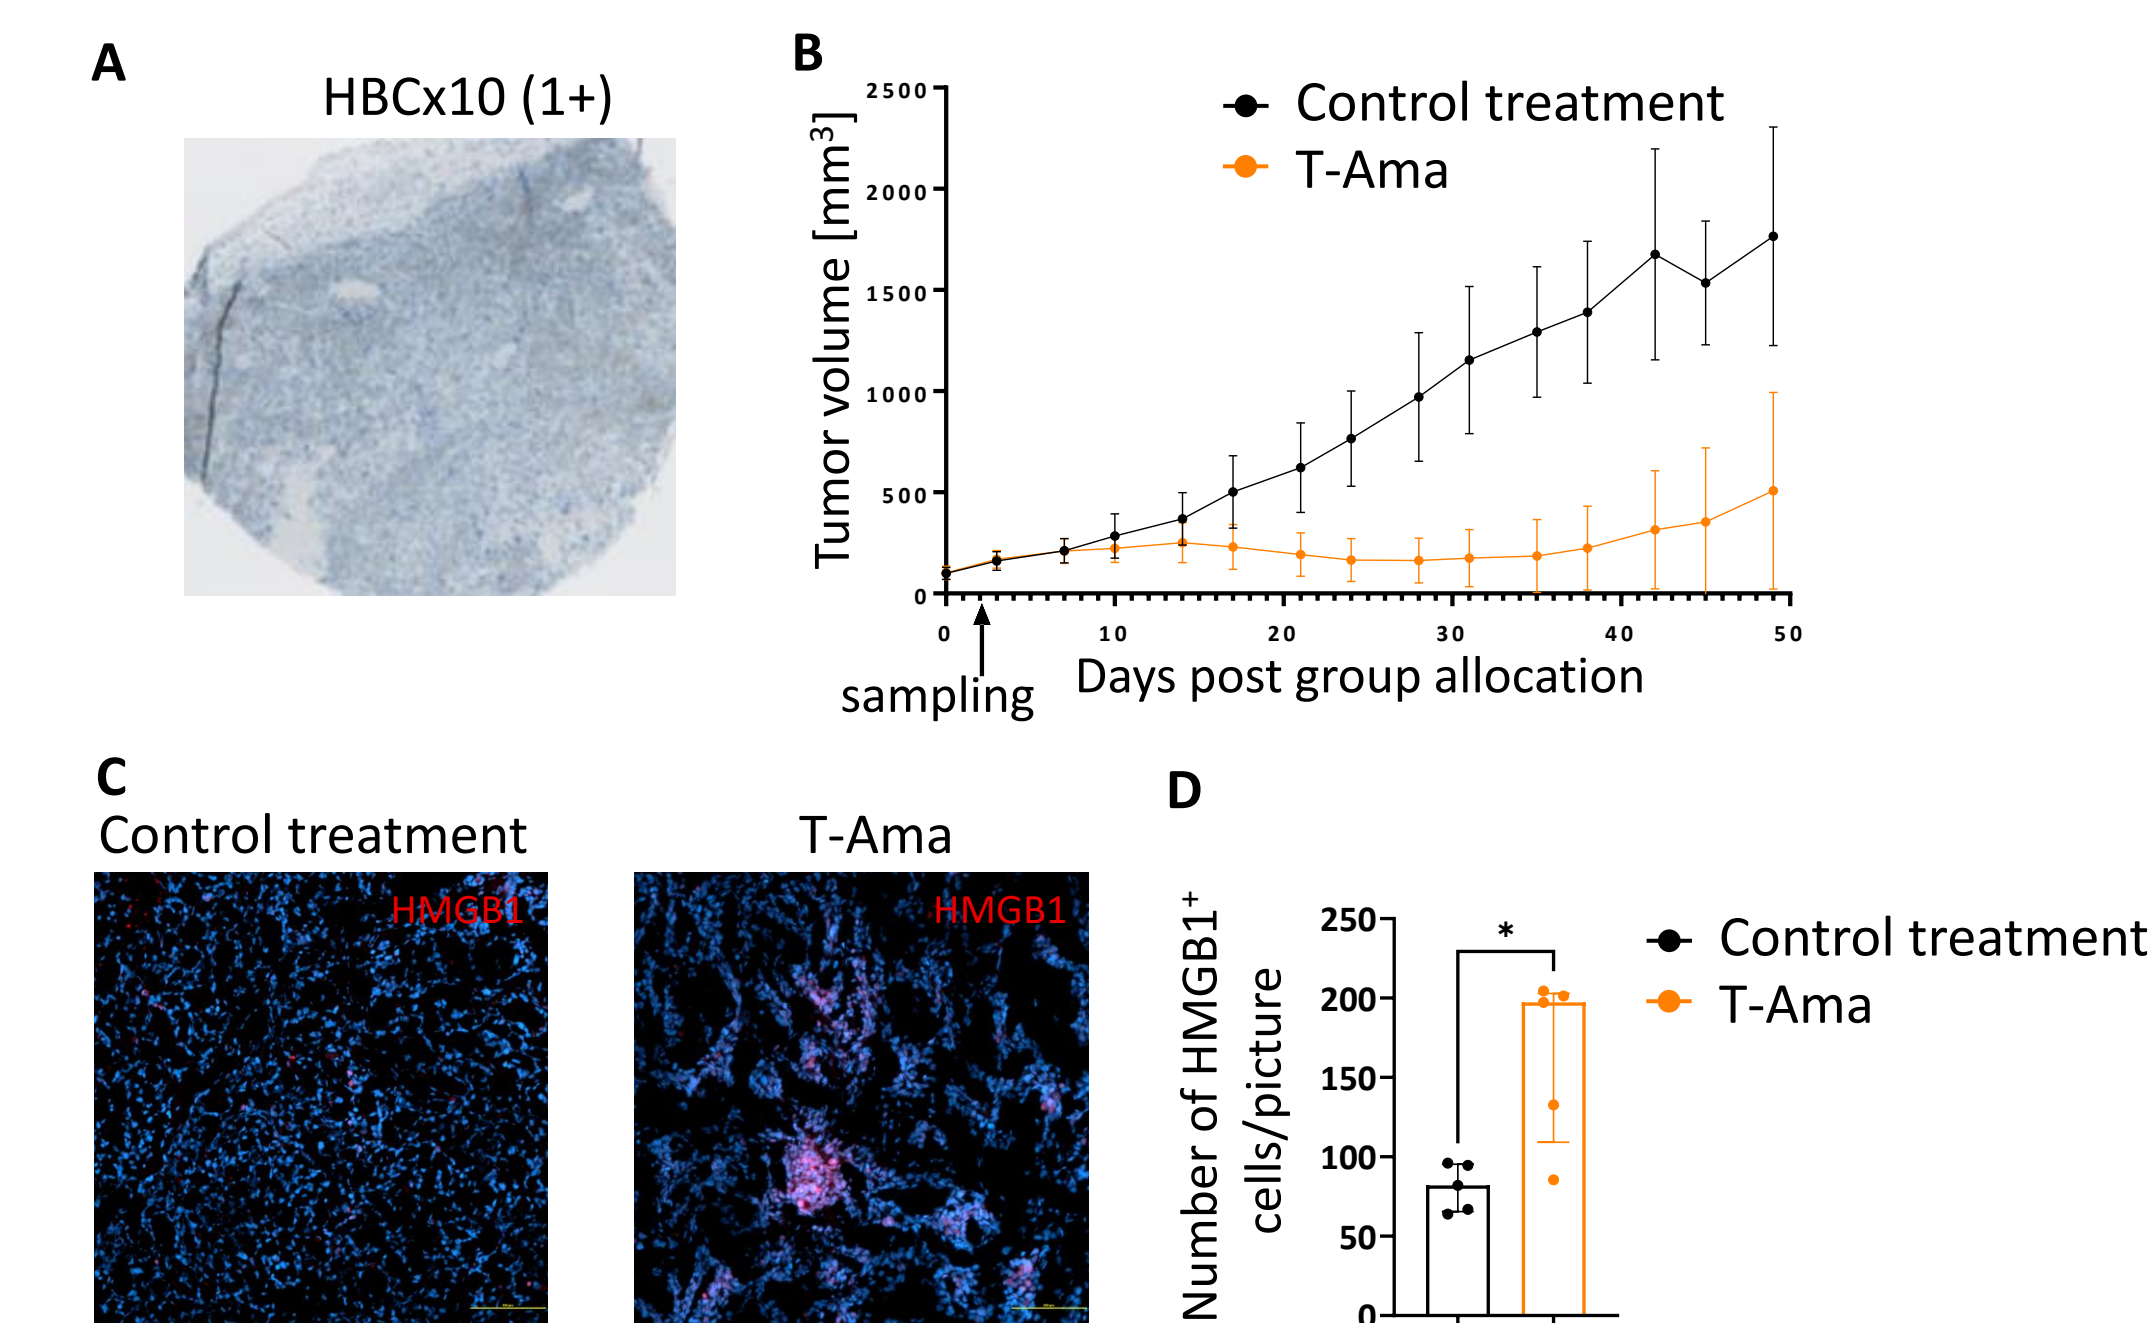 A
HBCx10 (1+)
B
Tumor volume [mm³]
2500
2000
1500
1000
500
0
Control treatment
T-Ama
0 10 20 30 40 50
sampling
Days post group allocation
C
Control treatment
HMGB1
T-Ama
HMGB1
D
Number of HMGB1⁺
cells/picture
250
200
150
100
50
0
*
Control treatment
T-Ama